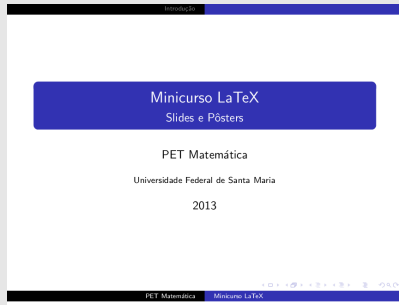 Introdução
Minicurso LaTeX
Slides e Pôsters
PET Matemática
Universidade Federal de Santa Maria
2013
PET Matemática Minicurso LaTeX